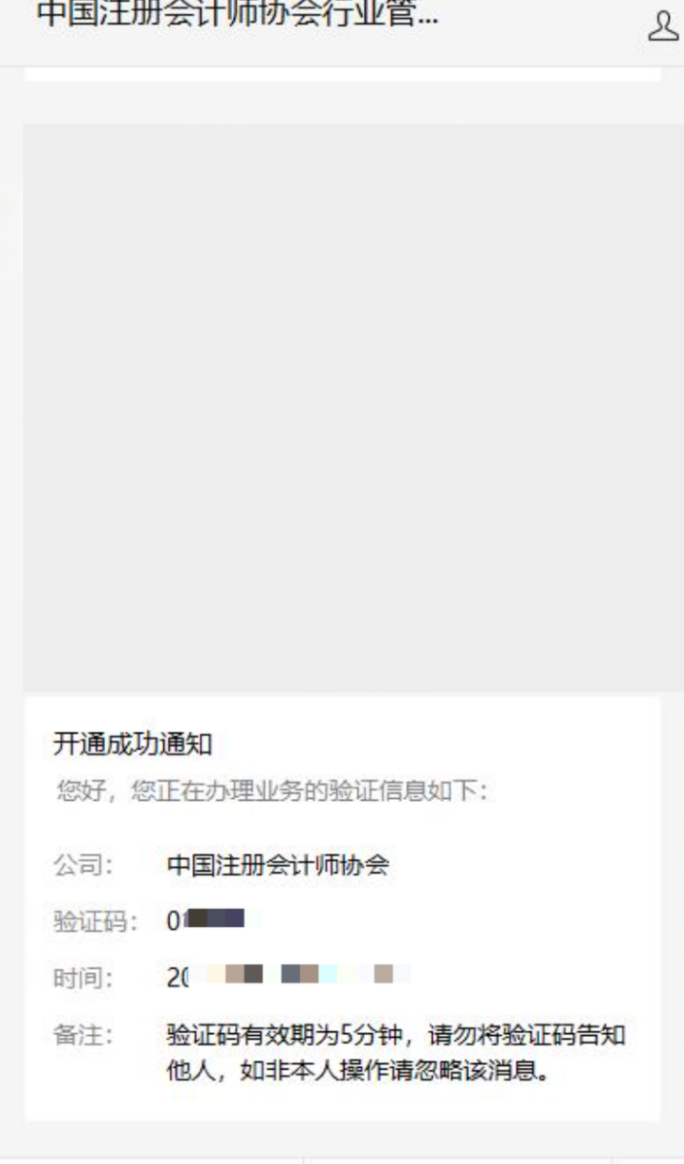 中国注册会计师协会行业管...
开通成功通知
您好，您正在办理业务的验证信息如下：
公司： 中国注册会计师协会
验证码： 0
时间： 20
备注： 验证码有效期为5分钟，请勿将验证码告知
他人，如非本人操作请忽略该消息。